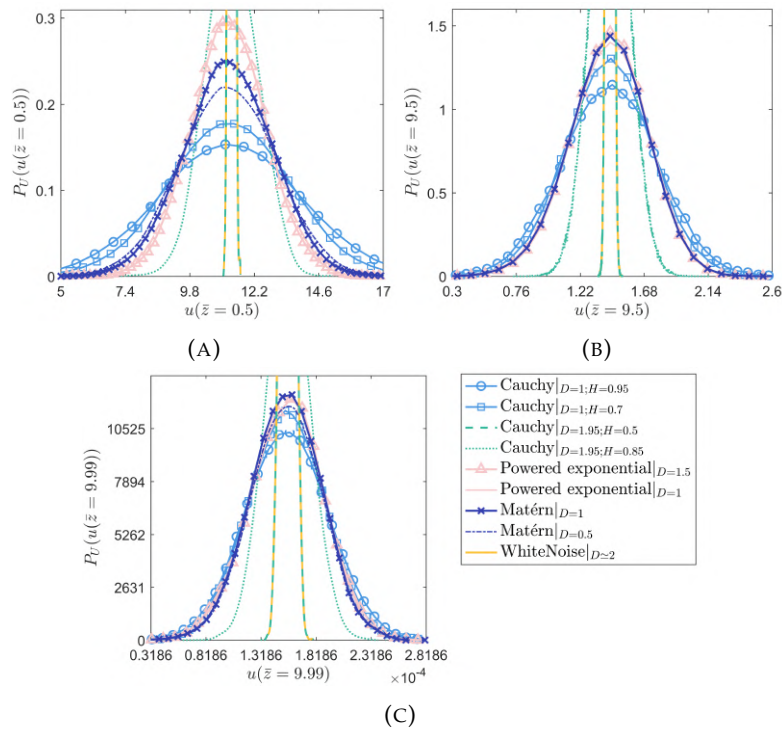 0.3
0.2
0.1
0
P_U(u(z̄ = 0.5))
5 7.4 9.8 12.2 14.6 17
u(z̄ = 0.5)
(A)
1.5
1
0.5
0
P_U(u(z̄ = 9.5))
0.3 0.76 1.22 1.68 2.14 2.6
u(z̄ = 9.5)
(B)
10525
7894
5262
2631
0
P_U(u(z̄ = 9.99))
0.3186 0.8186 1.3186 1.8186 2.3186 2.8186
u(z̄ = 9.99)
×10⁻⁴
(C)
Cauchy|D=1;H=0.95
Cauchy|D=1;H=0.7
Cauchy|D=1.95;H=0.5
Cauchy|D=1.95;H=0.85
Powered exponential|D=1.5
Powered exponential|D=1
Matérn|D=1
Matérn|D=0.5
WhiteNoise|D≃2